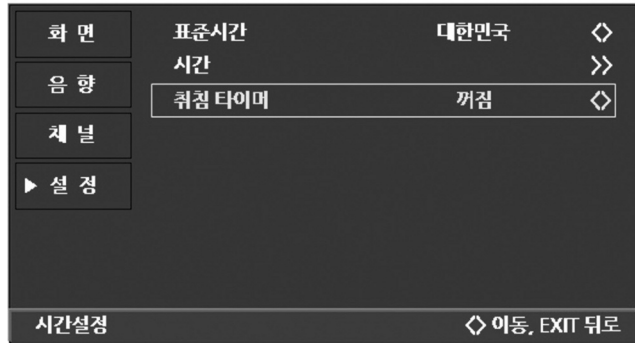 화 면
음 향
채 널
▶ 설 정
표준시간 대한민국 <>
시간 >>
취침 타이머 꺼짐 <>
시간설정 <> 이동, EXIT 뒤로